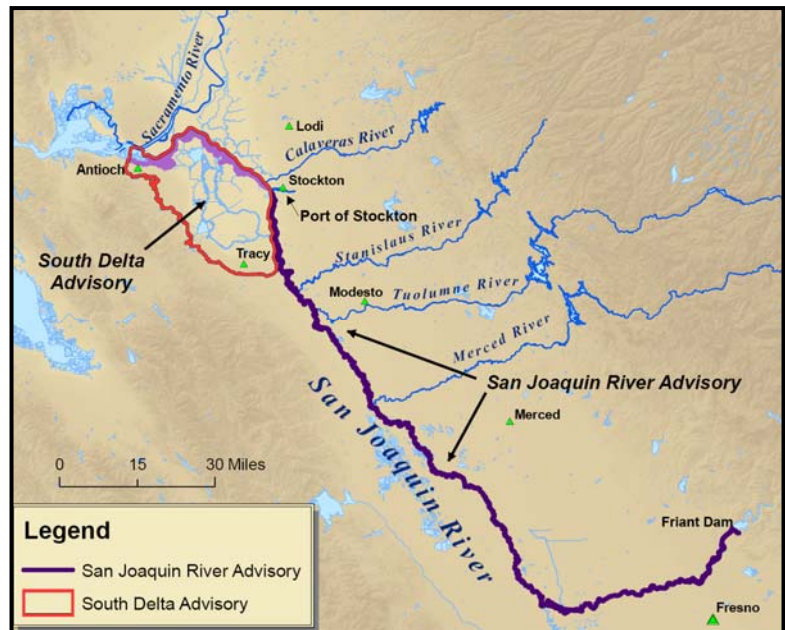 Sacramento River
Lodi
Calaveras River
Antioch
Stockton
Port of Stockton
Stanislaus River
South Delta
Advisory
Tracy
Modesto
Tuolumne River
Merced River
San Joaquin River Advisory
San Joaquin River
Merced
0 15 30 Miles
Friant Dam
Legend
San Joaquin River Advisory
South Delta Advisory
Fresno